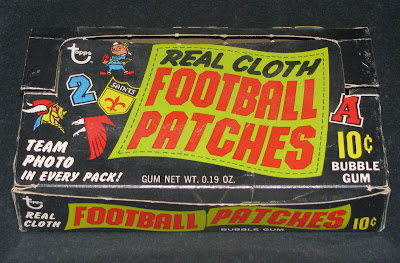 topps
REAL CLOTH
FOOTBALL
PATCHES
2
SAINTS
A
TEAM
PHOTO
IN EVERY PACK!
GUM NET WT. 0.19 OZ.
10¢
BUBBLE
GUM
topps
REAL
CLOTH
FOOTBALL PATCHES
10¢
BUBBLE GUM